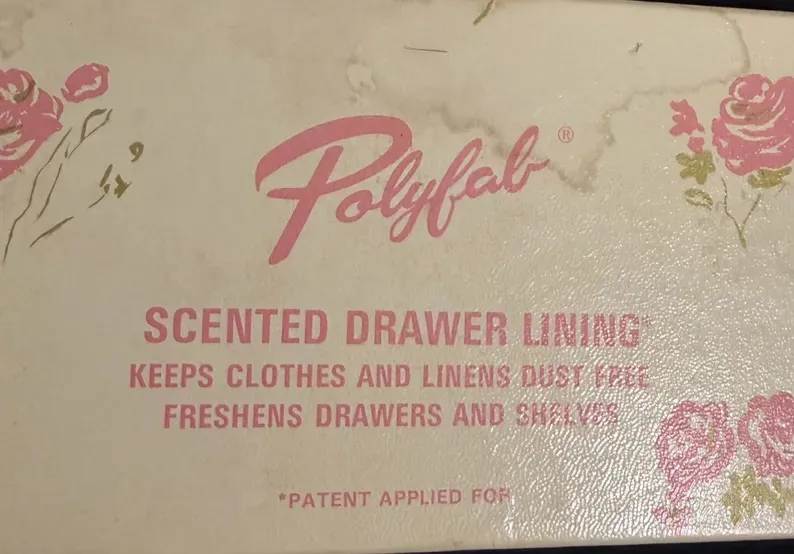 Polyfab ®
SCENTED DRAWER LINING*
KEEPS CLOTHES AND LINENS DUST FREE
FRESHENS DRAWERS AND SHELVES
*PATENT APPLIED FOR